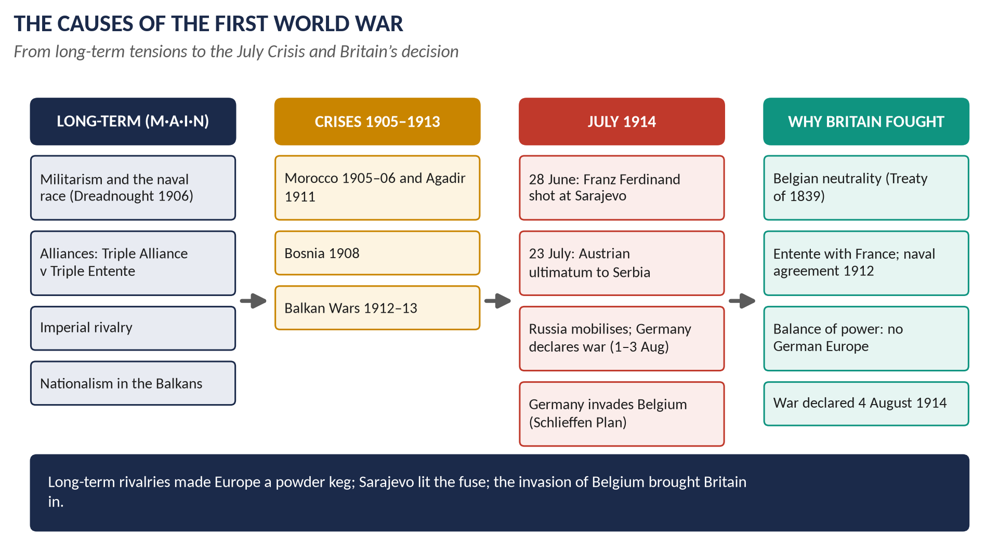 THE CAUSES OF THE FIRST WORLD WAR
From long-term tensions to the July Crisis and Britain’s decision
LONG-TERM (M·A·I·N)
Militarism and the naval
race (Dreadnought 1906)
Alliances: Triple Alliance
v Triple Entente
Imperial rivalry
Nationalism in the Balkans
CRISES 1905–1913
Morocco 1905–06 and Agadir
1911
Bosnia 1908
Balkan Wars 1912–13
JULY 1914
28 June: Franz Ferdinand
shot at Sarajevo
23 July: Austrian
ultimatum to Serbia
Russia mobilises; Germany
declares war (1–3 Aug)
Germany invades Belgium
(Schlieffen Plan)
WHY BRITAIN FOUGHT
Belgian neutrality (Treaty
of 1839)
Entente with France; naval
agreement 1912
Balance of power: no
German Europe
War declared 4 August 1914
Long-term rivalries made Europe a powder keg; Sarajevo lit the fuse; the invasion of Belgium brought Britain
in.